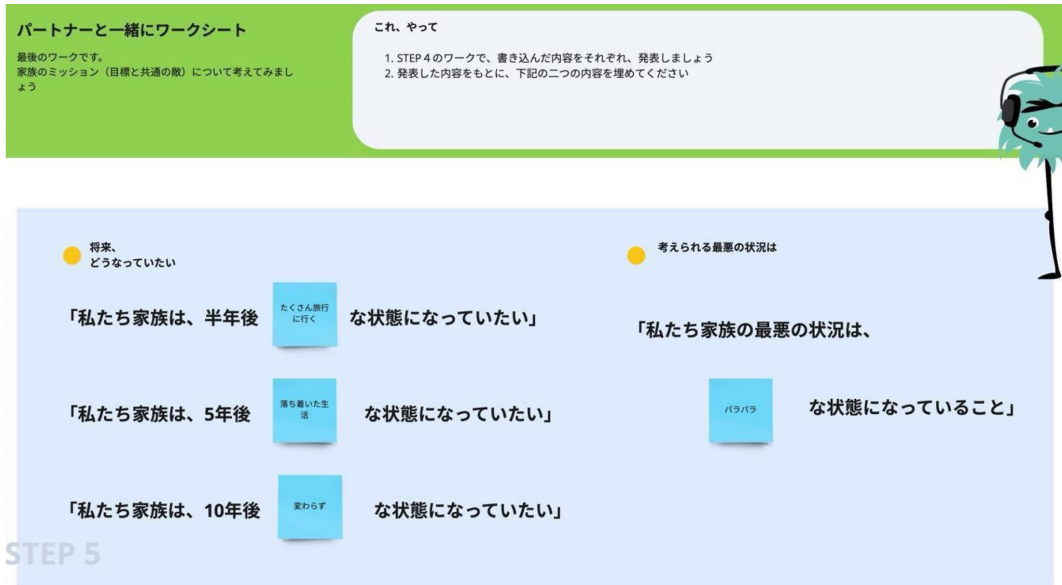 パートナーと一緒にワークシート
最後のワークです。
家族のミッション（目標と共通の敵）について考えてみまし
ょう
これ、やって
1. STEP４のワークで、書き込んだ内容をそれぞれ、発表しましょう
2. 発表した内容をもとに、下記の二つの内容を埋めてください
将来、
どうなっていたい
「私たち家族は、半年後
たくさん旅行
に行く
な状態になっていたい」
「私たち家族は、5年後
落ち着いた生
活
な状態になっていたい」
「私たち家族は、10年後
変わらず
な状態になっていたい」
考えられる最悪の状況は
「私たち家族の最悪の状況は、
バラバラ
な状態になっていること」
STEP 5